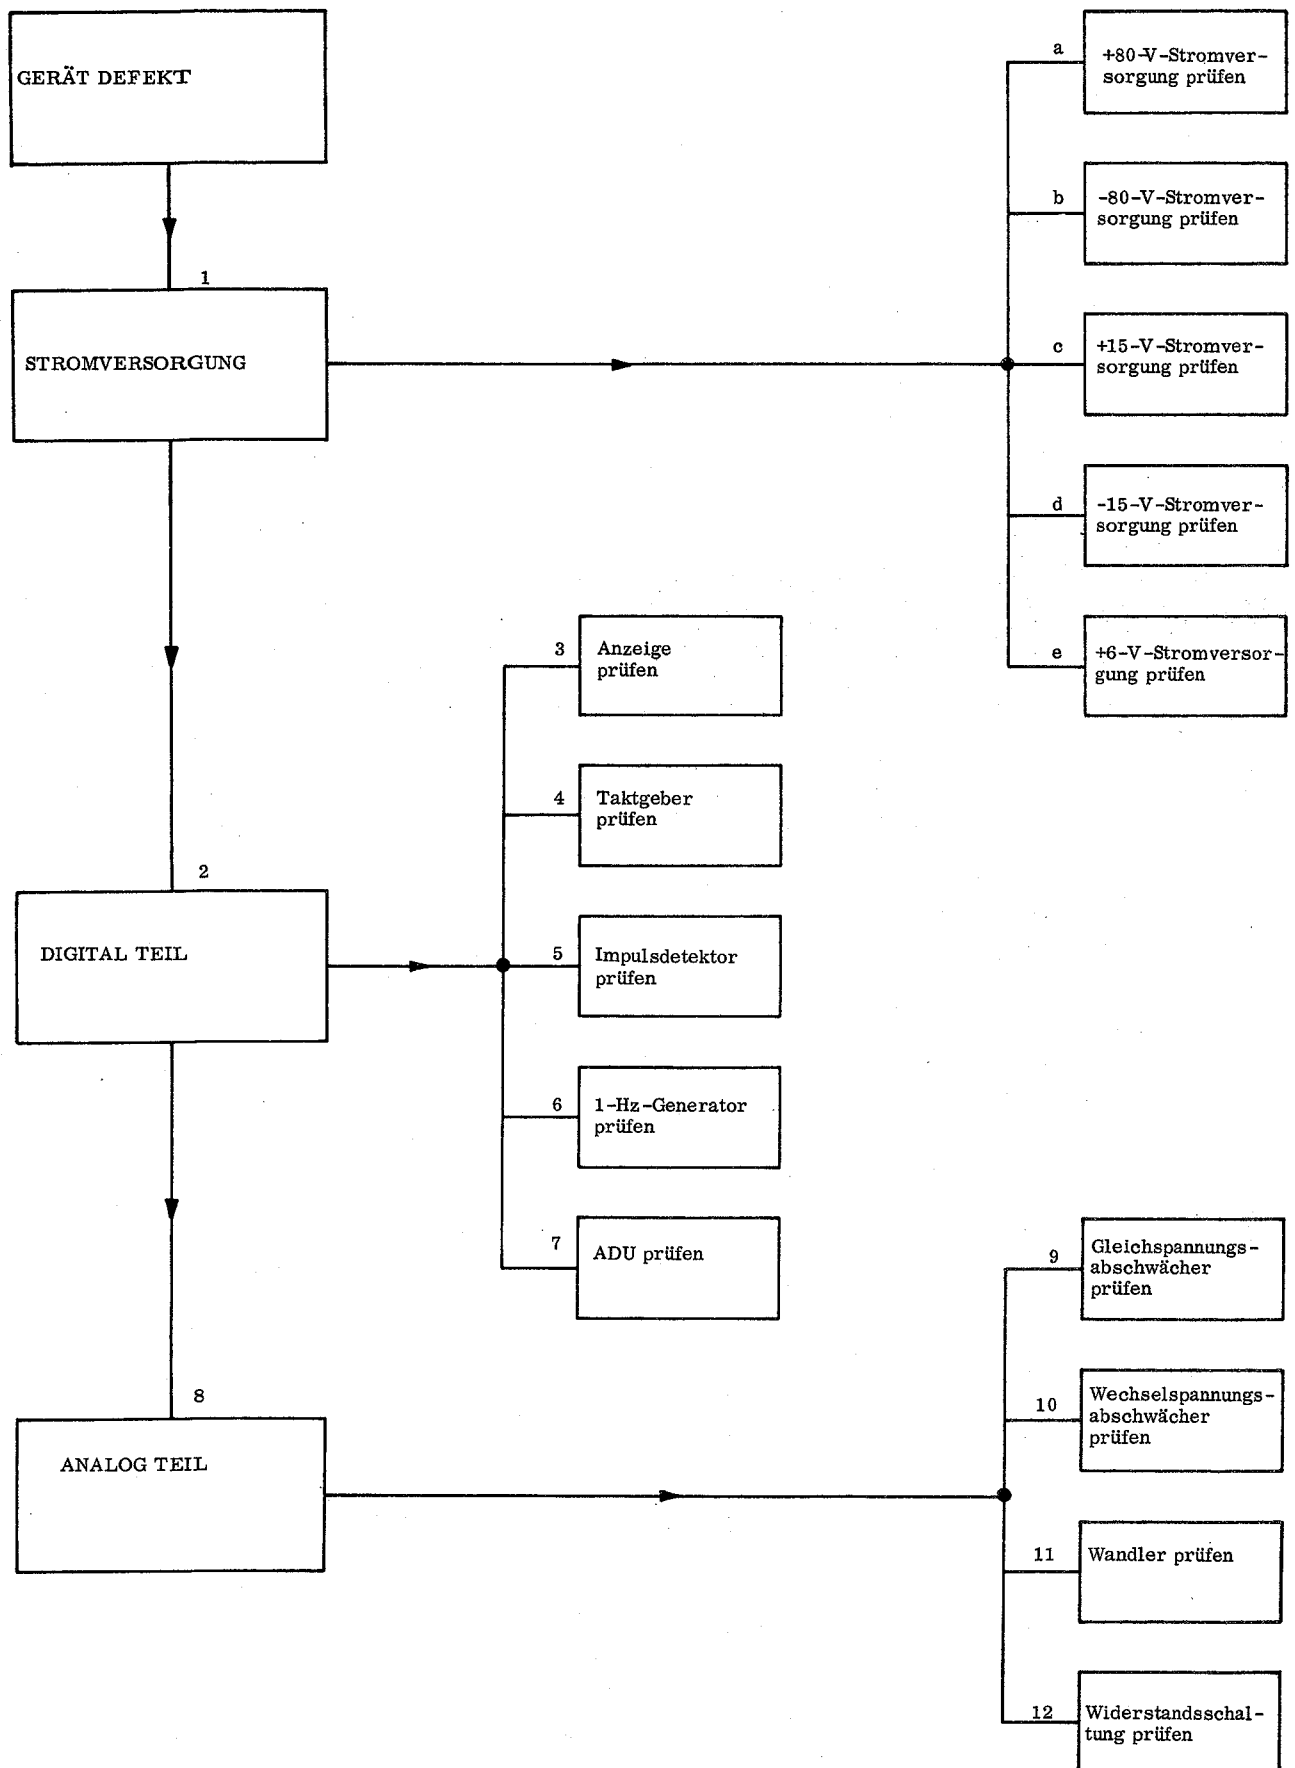 GERÄT DEFEKT
a
+80-V-Stromver-
sorgung prüfen
b
-80-V-Stromver-
sorgung prüfen
1
STROMVERSORGUNG
c
+15-V-Stromver-
sorgung prüfen
d
-15-V-Stromver-
sorgung prüfen
e
+6-V-Stromversor-
gung prüfen
2
DIGITAL TEIL
3
Anzeige
prüfen
4
Taktgeber
prüfen
5
Impulsdetektor
prüfen
6
1-Hz-Generator
prüfen
7
ADU prüfen
8
ANALOG TEIL
9
Gleichspannungs-
abschwächer
prüfen
10
Wechselspannungs-
abschwächer
prüfen
11
Wandler prüfen
12
Widerstandsschal-
tung prüfen